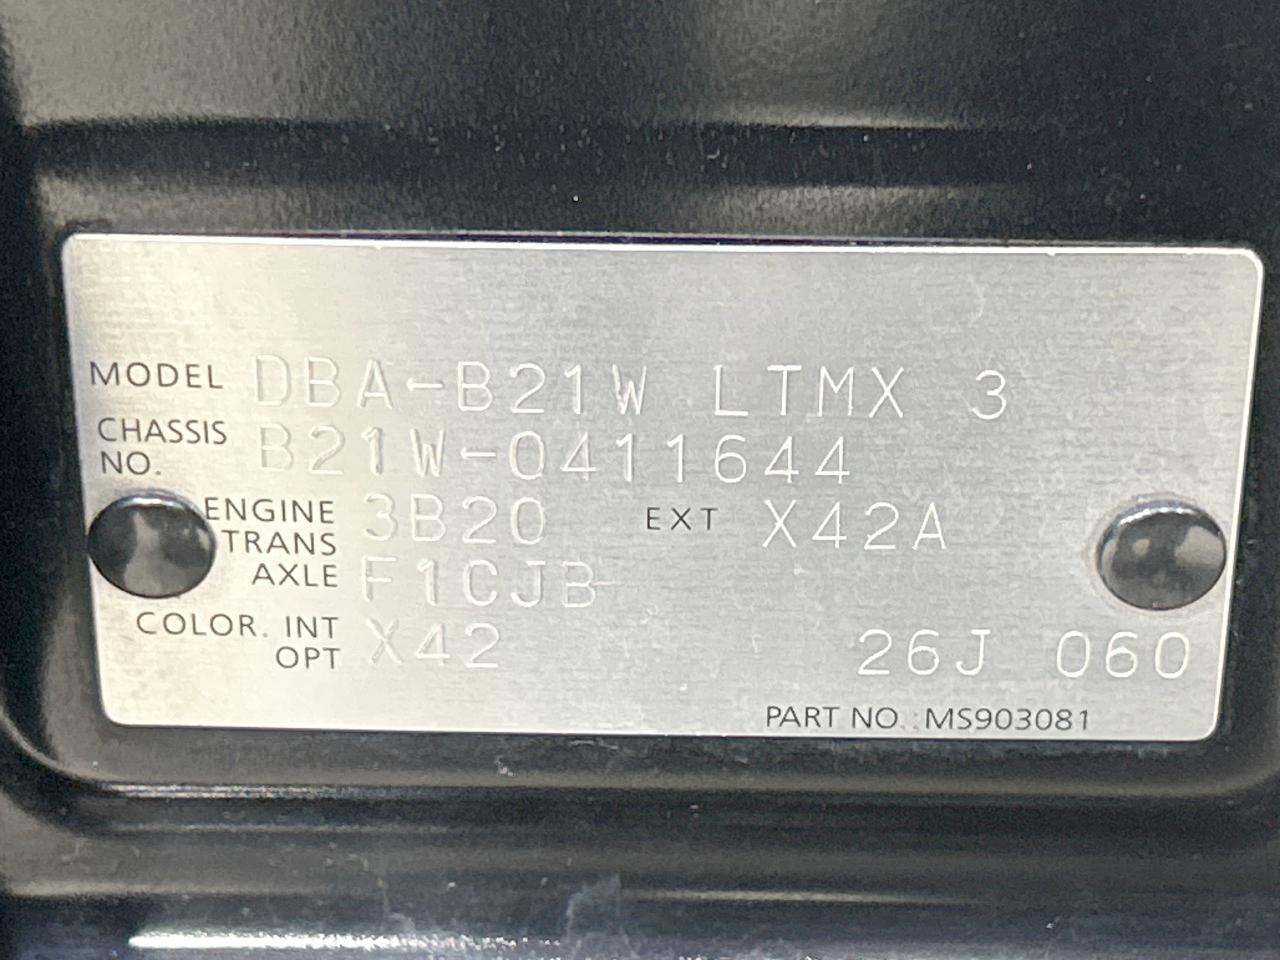 MODEL DBA-B21W LTMX 3
CHASSIS NO. B21W-0411644
ENGINE 3B20 EXT X42A
TRANS AXLE F1CJB
COLOR. INT OPT X42 26J 060
PART NO.:MS903081